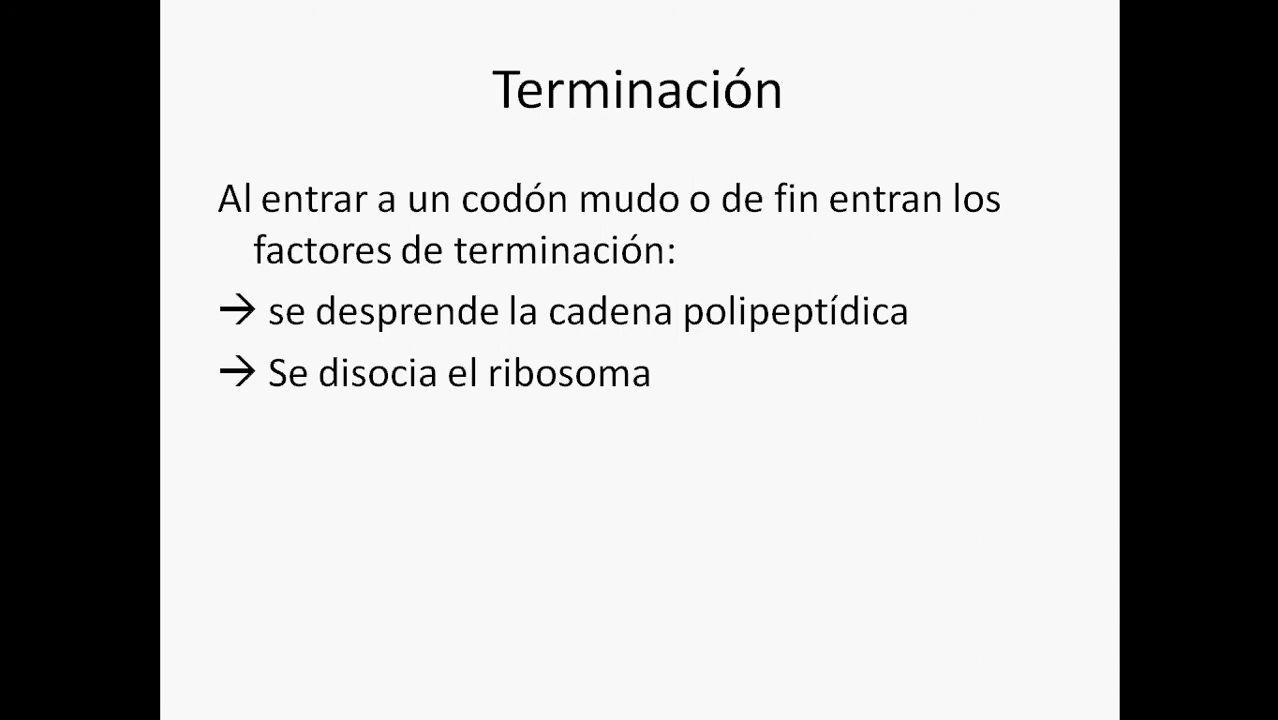 Terminación
Al entrar a un codón mudo o de fin entran los
factores de terminación:
→ se desprende la cadena polipeptídica
→ Se disocia el ribosoma